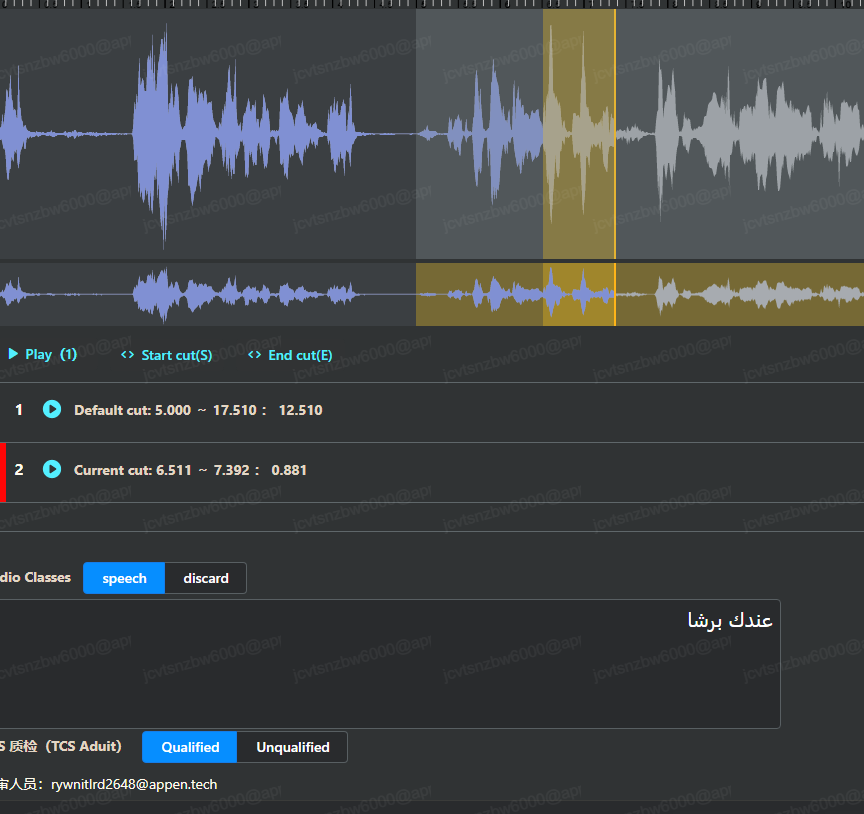 Play (1) <> Start cut(S) <> End cut(E)
1 Default cut: 5.000 ~ 17.510 : 12.510
2 Current cut: 6.511 ~ 7.392 : 0.881
dio Classes speech discard
عندك برشا
S 质检（TCS Aduit) Qualified Unqualified
审人员：rywnitlrd2648@appen.tech
jcvtsnzbw6000@apr